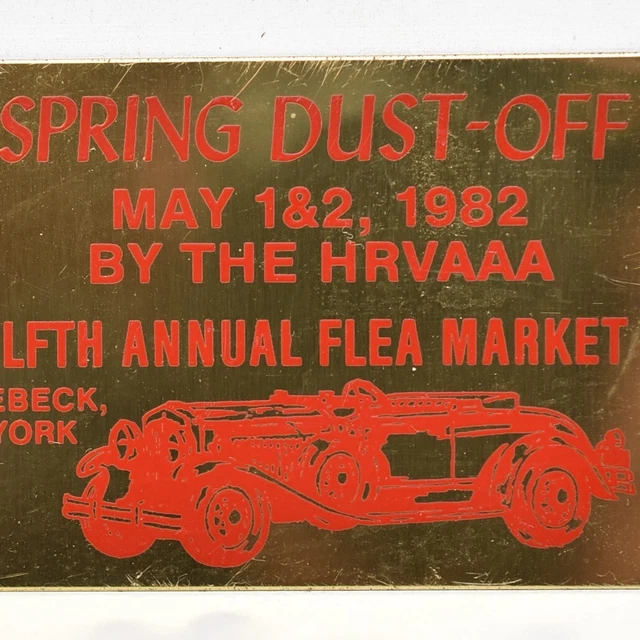 SPRING DUST-OFF
MAY 1&2, 1982
BY THE HRVAAA
LFTH ANNUAL FLEA MARKET
EBECK,
YORK